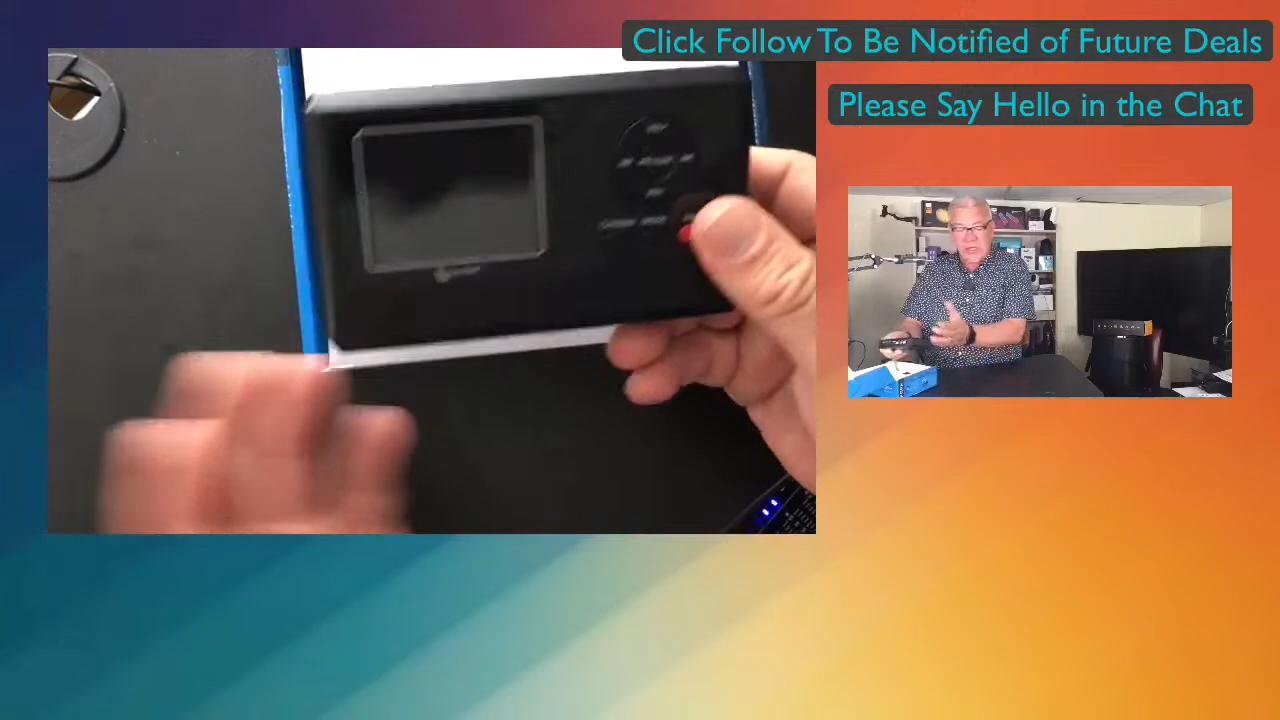 Click Follow To Be Notified of Future Deals
Please Say Hello in the Chat